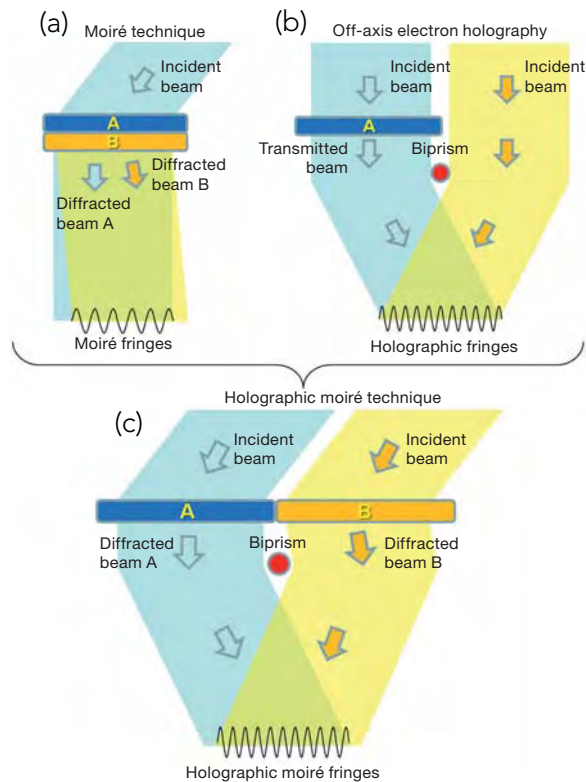 (a)
Moiré technique
Incident
beam
A
B
Diffracted
beam B
Diffracted
beam A
Moiré fringes
(b)
Off-axis electron holography
Incident
beam
Incident
beam
A
Transmitted
beam
Biprism
Holographic fringes
Holographic moiré technique
(c)
Incident
beam
Incident
beam
A
B
Diffracted
beam A
Biprism
Diffracted
beam B
Holographic moiré fringes